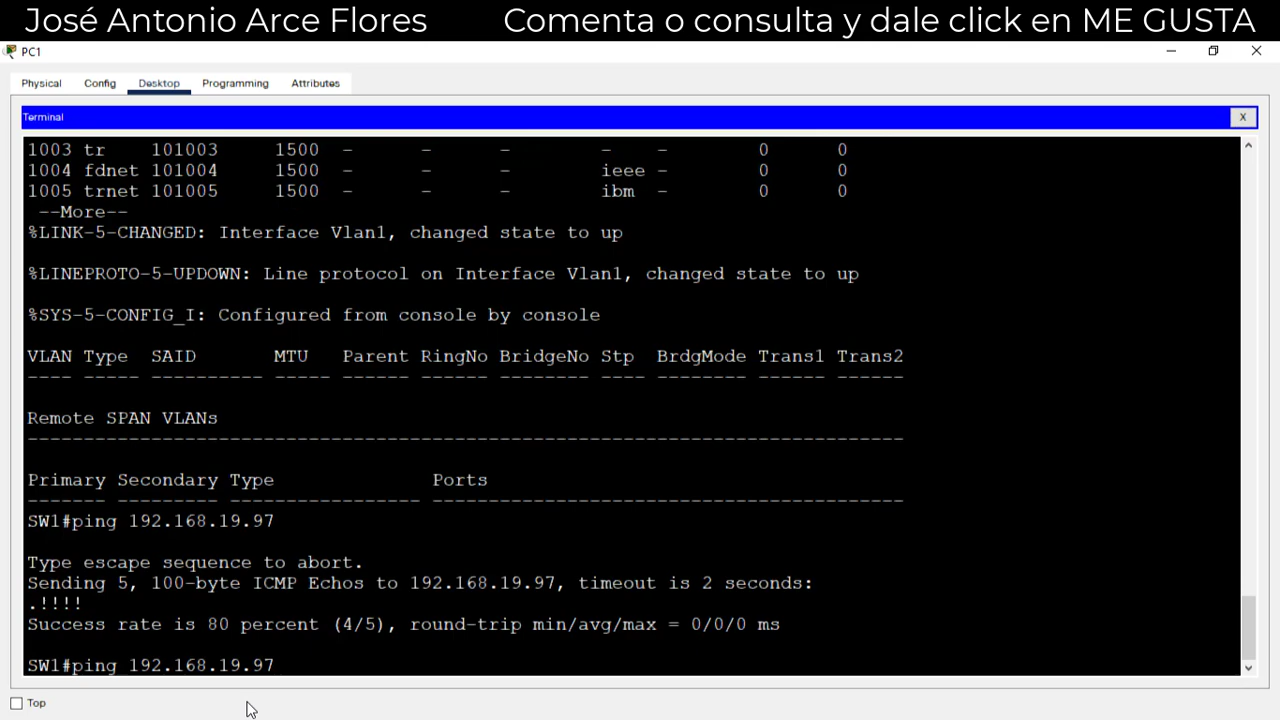 José Antonio Arce Flores Comenta o consulta y dale click en ME GUSTA
PC1
Physical Config Desktop Programming Attributes
Terminal X
1003 tr 101003 1500 - - - - - 0 0
1004 fdnet 101004 1500 - - - ieee - 0 0
1005 trnet 101005 1500 - - - ibm - 0 0
--More--
%LINK-5-CHANGED: Interface Vlan1, changed state to up
%LINEPROTO-5-UPDOWN: Line protocol on Interface Vlan1, changed state to up
%SYS-5-CONFIG_I: Configured from console by console
VLAN Type SAID MTU Parent RingNo BridgeNo Stp BrdgMode Trans1 Trans2
---- ----- ---------- ----- ------ ------ -------- ---- -------- ------ ------
Remote SPAN VLANs
------------------------------------------------------------------------------
Primary Secondary Type Ports
------- --------- ----------------- ------------------------------------------
SW1#ping 192.168.19.97
Type escape sequence to abort.
Sending 5, 100-byte ICMP Echos to 192.168.19.97, timeout is 2 seconds:
.!!!!
Success rate is 80 percent (4/5), round-trip min/avg/max = 0/0/0 ms
SW1#ping 192.168.19.97
Top